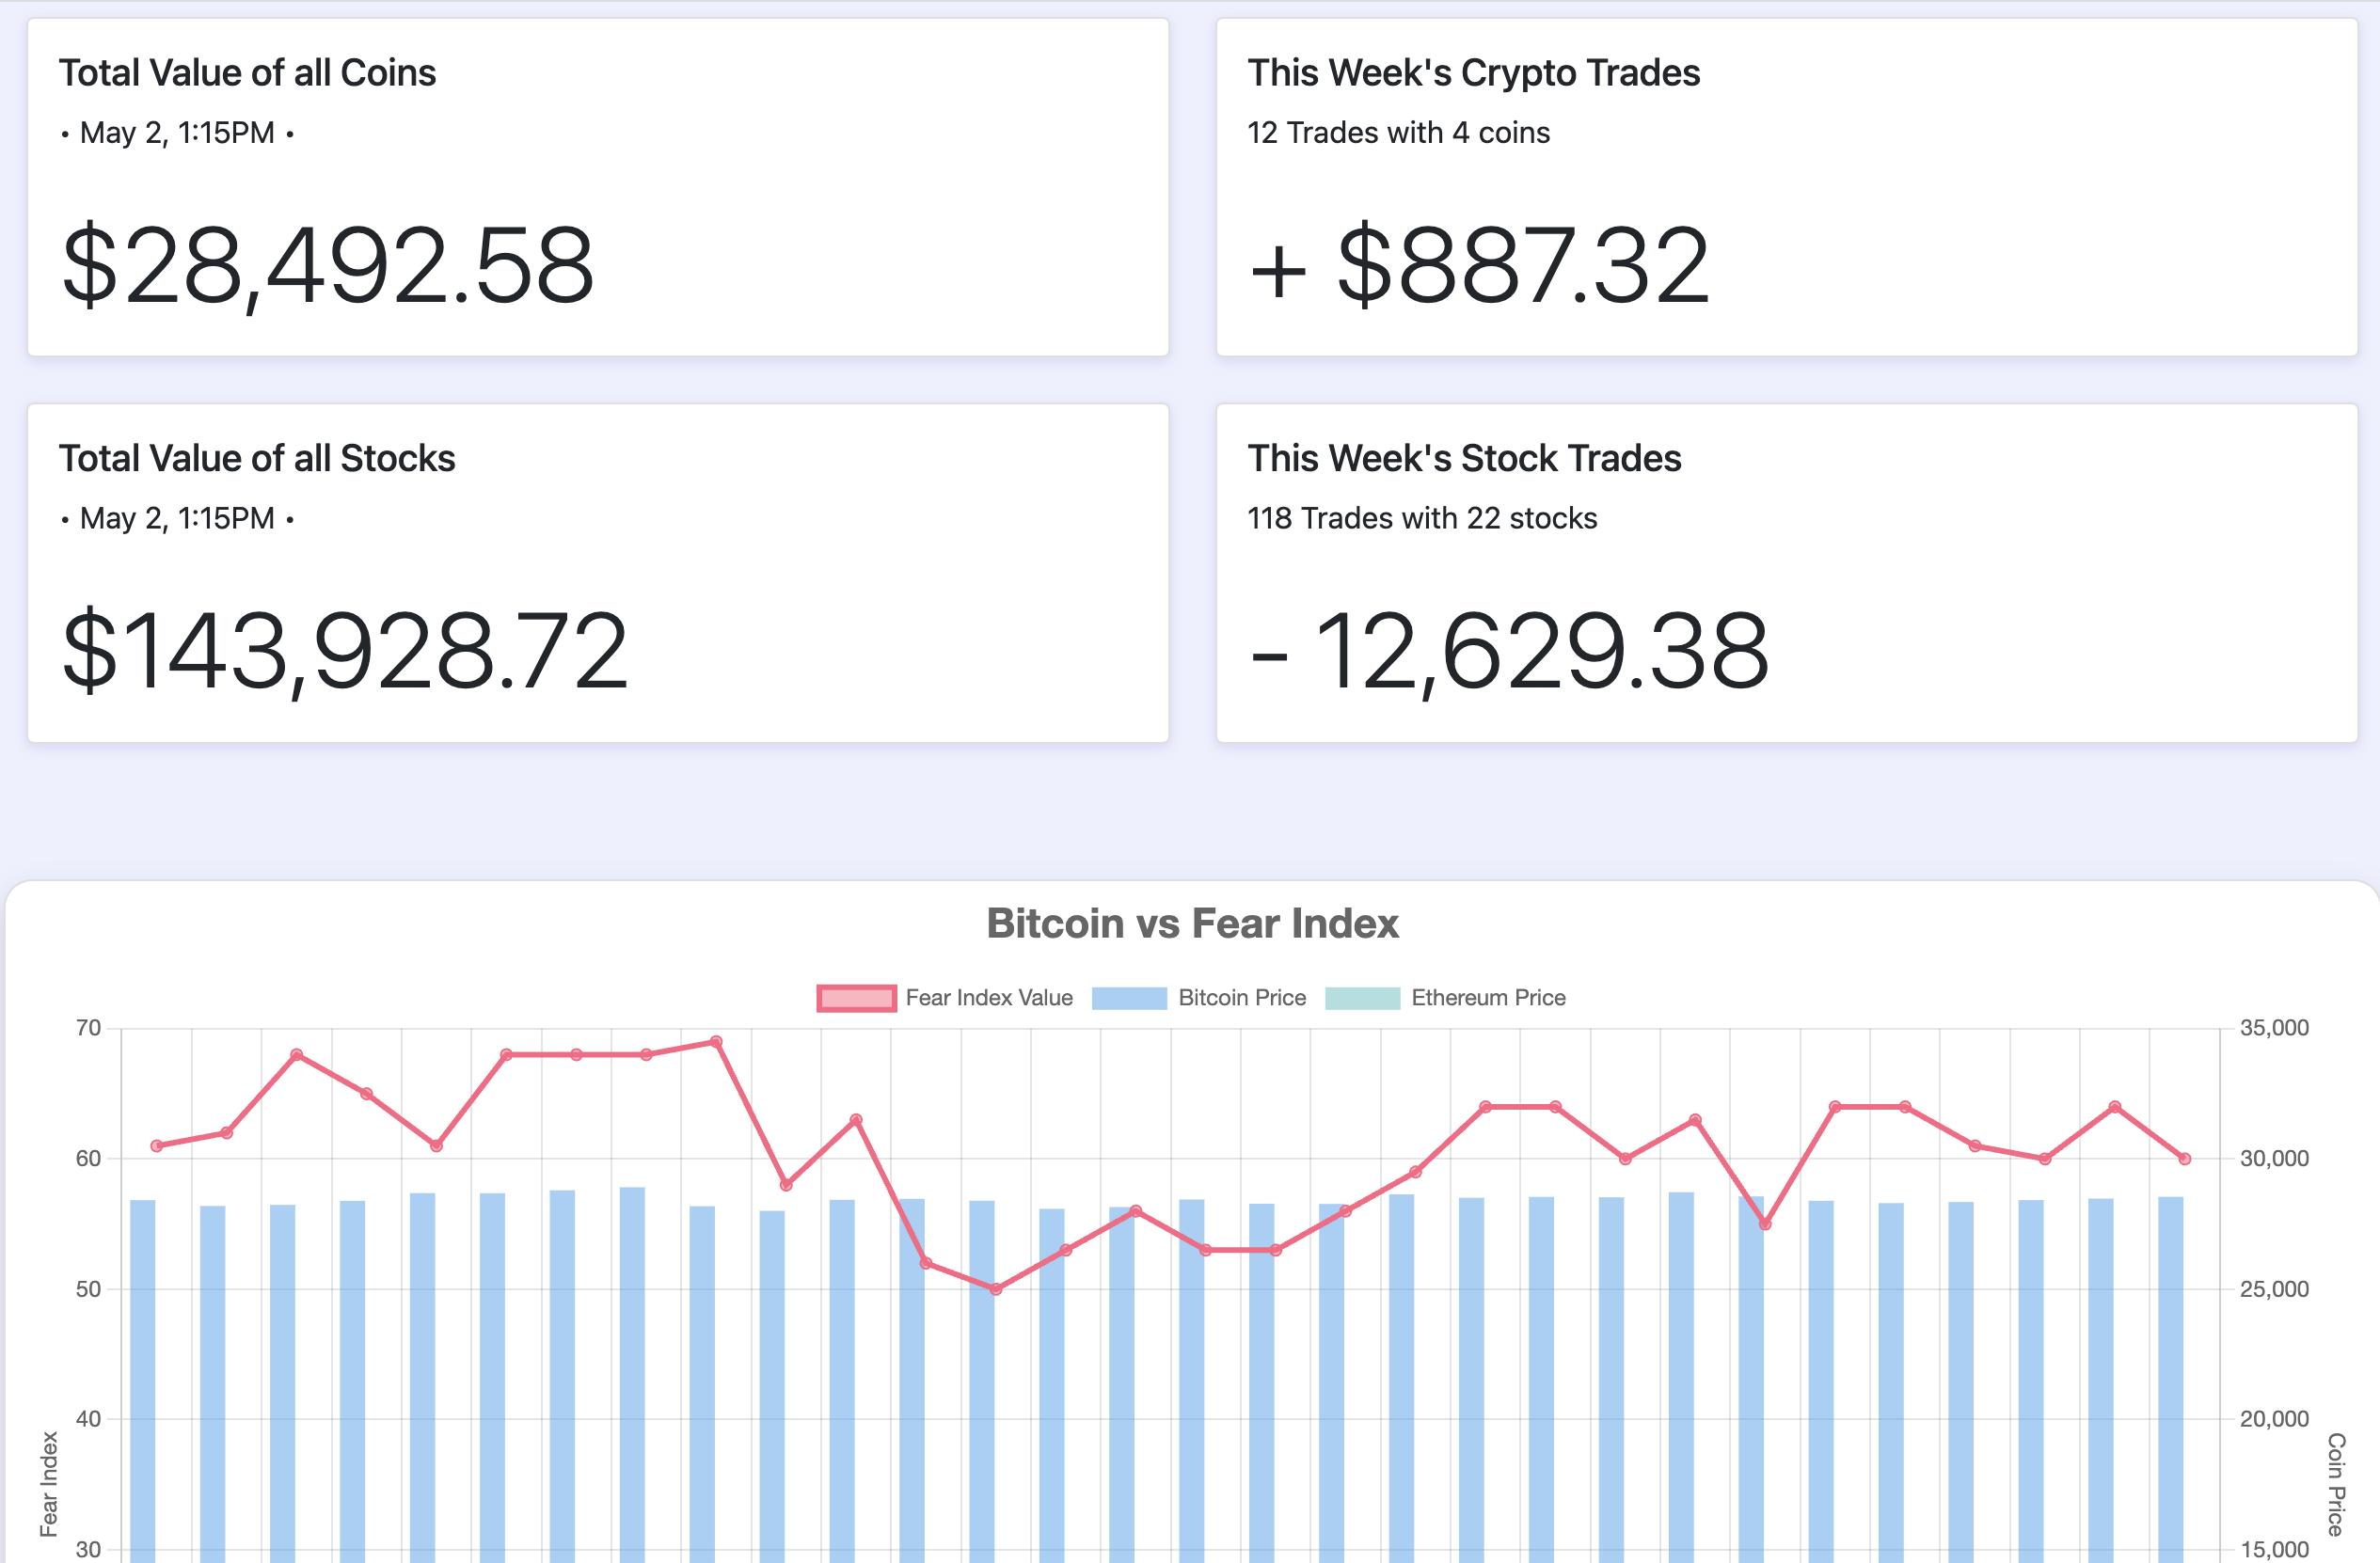 Total Value of all Coins
• May 2, 1:15PM •
$28,492.58
This Week's Crypto Trades
12 Trades with 4 coins
+ $887.32
Total Value of all Stocks
• May 2, 1:15PM •
$143,928.72
This Week's Stock Trades
118 Trades with 22 stocks
- 12,629.38
Bitcoin vs Fear Index
Fear Index Value Bitcoin Price Ethereum Price
70 35,000
60 30,000
50 25,000
40 20,000
30 15,000
Fear Index
Coin Price